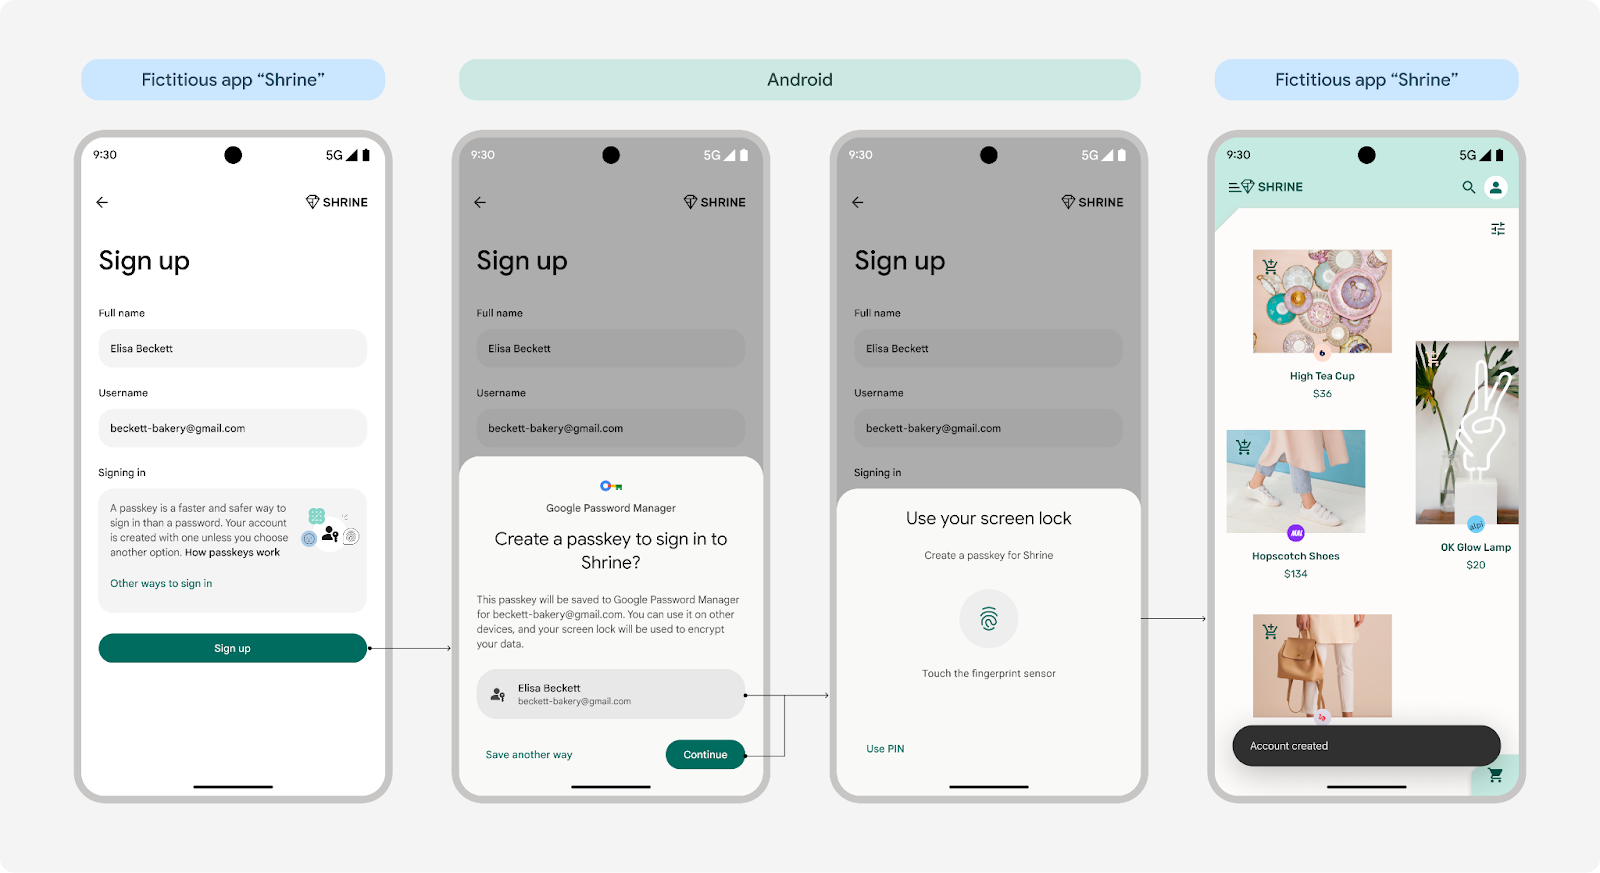 Fictitious app “Shrine”
Android
Fictitious app “Shrine”
9:30
5G
SHRINE
Sign up
Full name
Elisa Beckett
Username
beckett-bakery@gmail.com
Signing in
A passkey is a faster and safer way to
sign in than a password. Your account
is created with one unless you choose
another option. How passkeys work
Other ways to sign in
Sign up
9:30
5G
SHRINE
Sign up
Full name
Elisa Beckett
Username
beckett-bakery@gmail.com
Google Password Manager
Create a passkey to sign in to
Shrine?
This passkey will be saved to Google Password Manager
for beckett-bakery@gmail.com. You can use it on other
devices, and your screen lock will be used to encrypt
your data.
Elisa Beckett
beckett-bakery@gmail.com
Save another way
Continue
9:30
5G
SHRINE
Sign up
Full name
Elisa Beckett
Username
beckett-bakery@gmail.com
Signing in
Use your screen lock
Create a passkey for Shrine
Touch the fingerprint sensor
Use PIN
9:30
5G
SHRINE
High Tea Cup
$36
Hopscotch Shoes
$134
alpi
OK Glow Lamp
$20
Account created